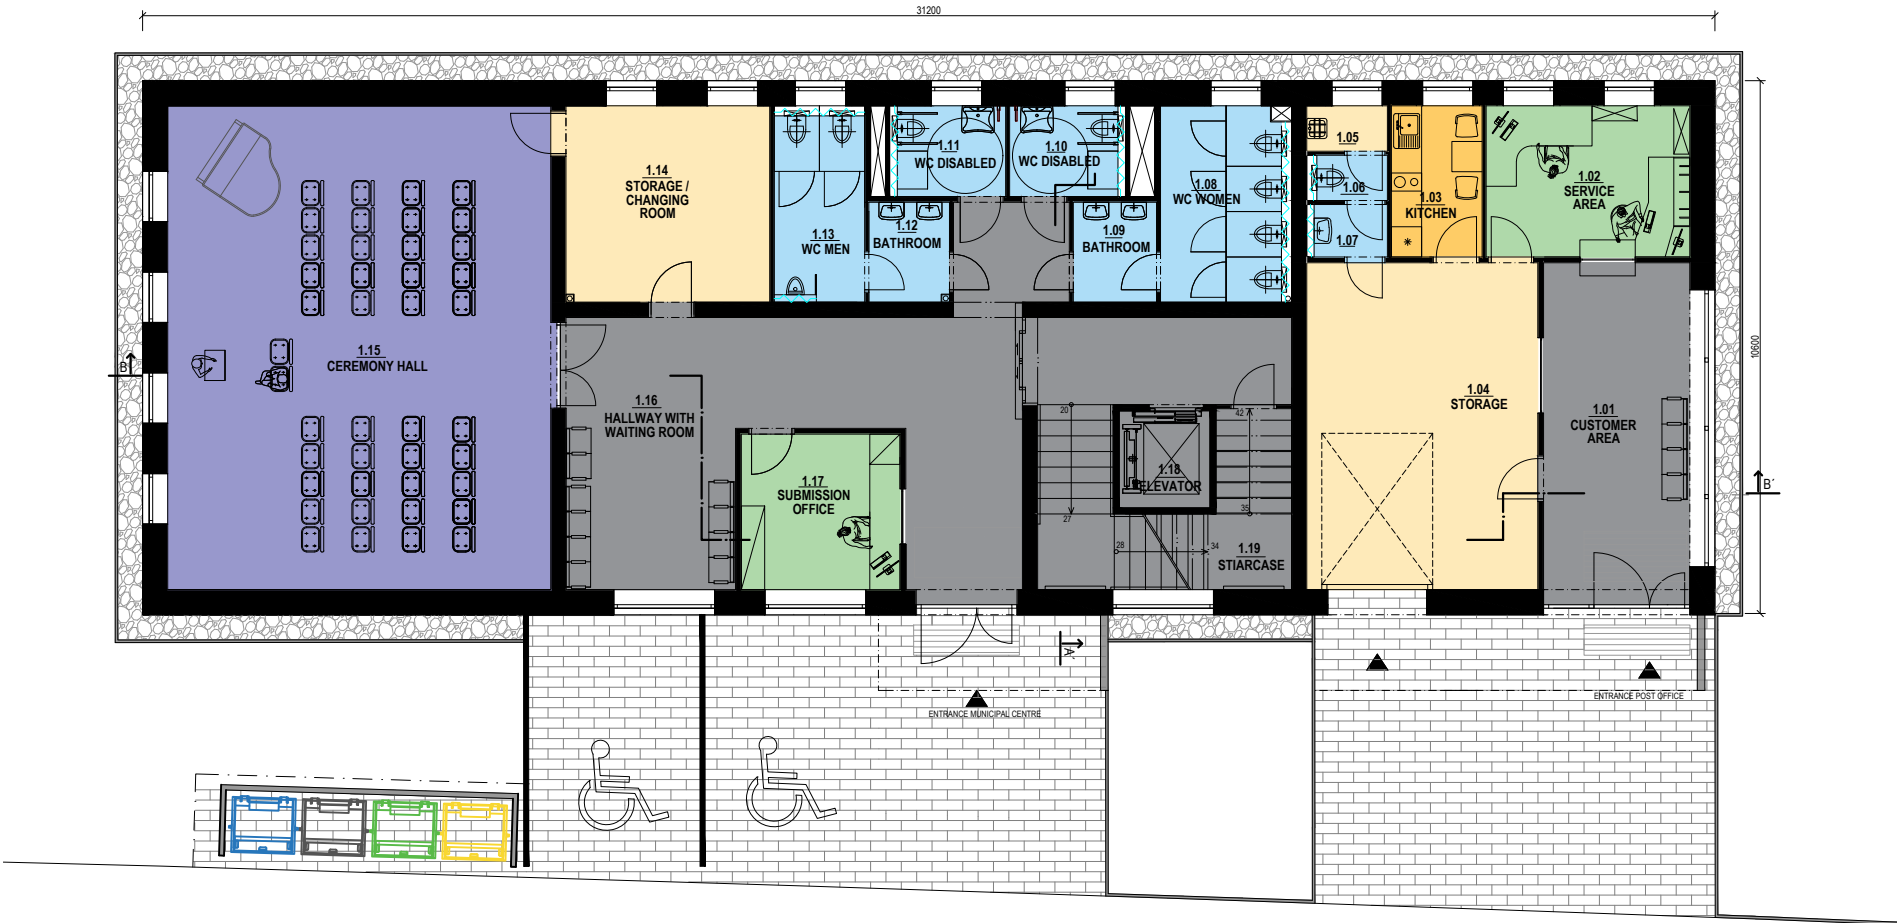 31200
1.14
STORAGE /
CHANGING
ROOM
1.13
WC MEN
1.12
BATHROOM
1.11
WC DISABLED
1.10
WC DISABLED
1.09
BATHROOM
1.08
WC WOMEN
1.05
1.06
1.07
1.03
KITCHEN
1.02
SERVICE
AREA
1.15
CEREMONY HALL
B'
1.16
HALLWAY WITH
WAITING ROOM
1.17
SUBMISSION
OFFICE
20
27
28
34
35
42
1.18
ELEVATOR
1.19
STIARCASE
1.04
STORAGE
1.01
CUSTOMER
AREA
10600
B'
A'
ENTRANCE MUNICIPAL CENTRE
ENTRANCE POST OFFICE